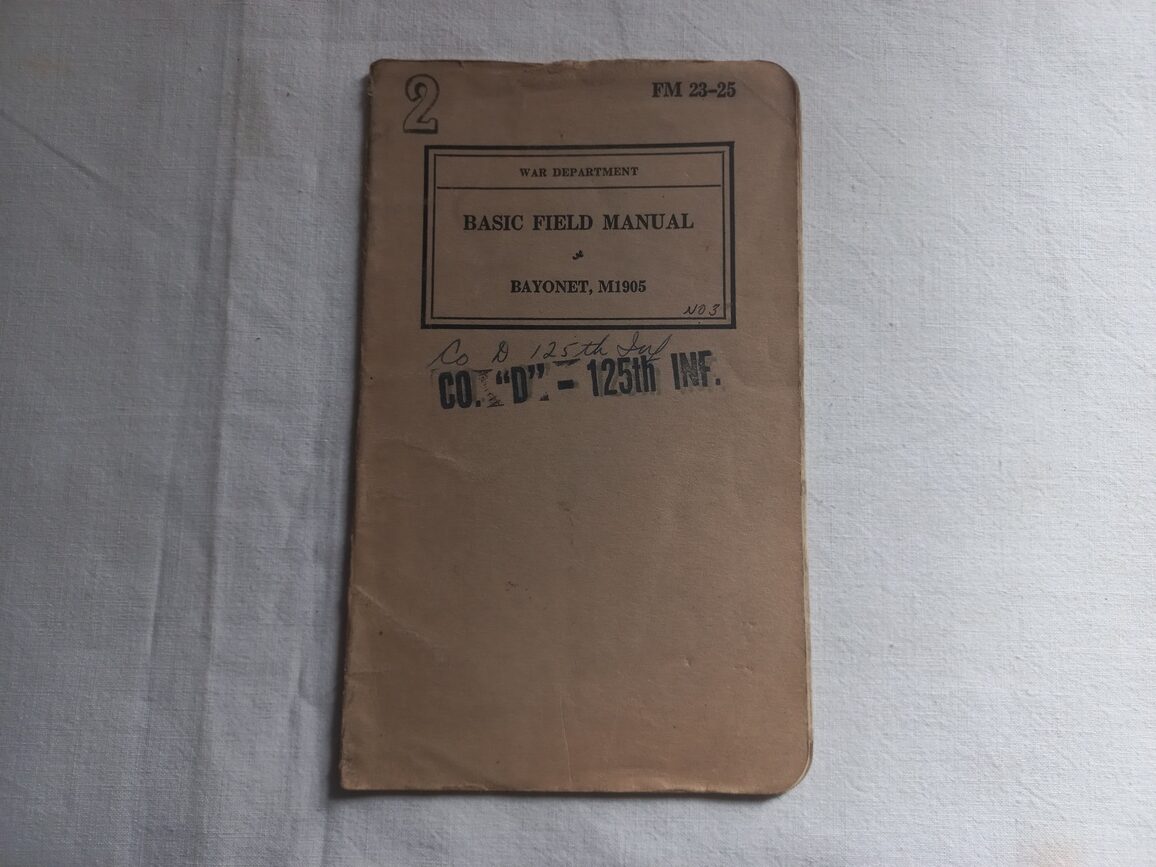 2
FM 23-25
WAR DEPARTMENT
BASIC FIELD MANUAL
BAYONET, M1905
NO 3
Co D 125th Inf
CO. "D" - 125th INF.